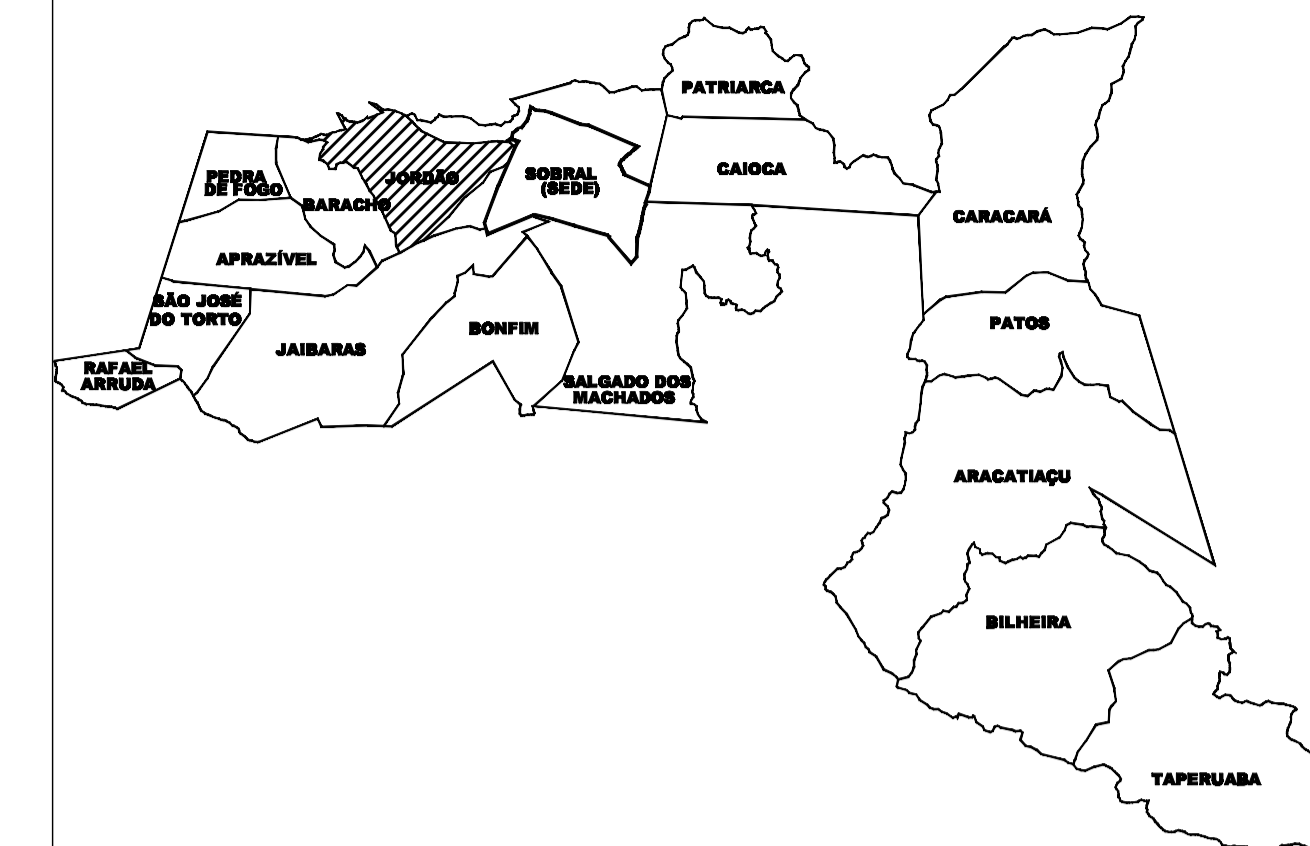 PATRIARCA
CAIOCA
SOBRAL
(SEDE)
JORDÃO
PEDRA
DE FOGO
BARACHO
CARACARÁ
APRAZÍVEL
SÃO JOSÉ
DO TORTO
JAIBARAS
BONFIM
PATOS
RAFAEL
ARRUDA
SALGADO DOS
MACHADOS
ARACATIAÇU
BILHEIRA
TAPERUABA